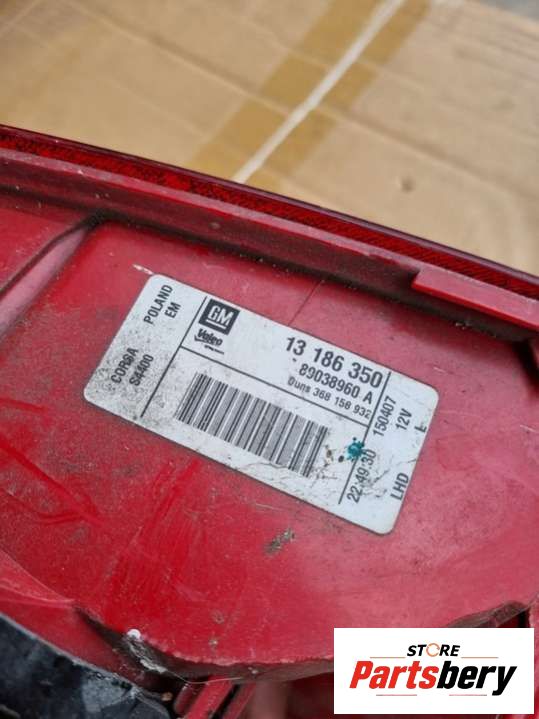 CORSA POLAND
S4400 EM
GM
Valeo
13 186 350
89038960 A
Duns 368 158 932
22:49:30 150407
LHD 12V L
STORE
Partsbery